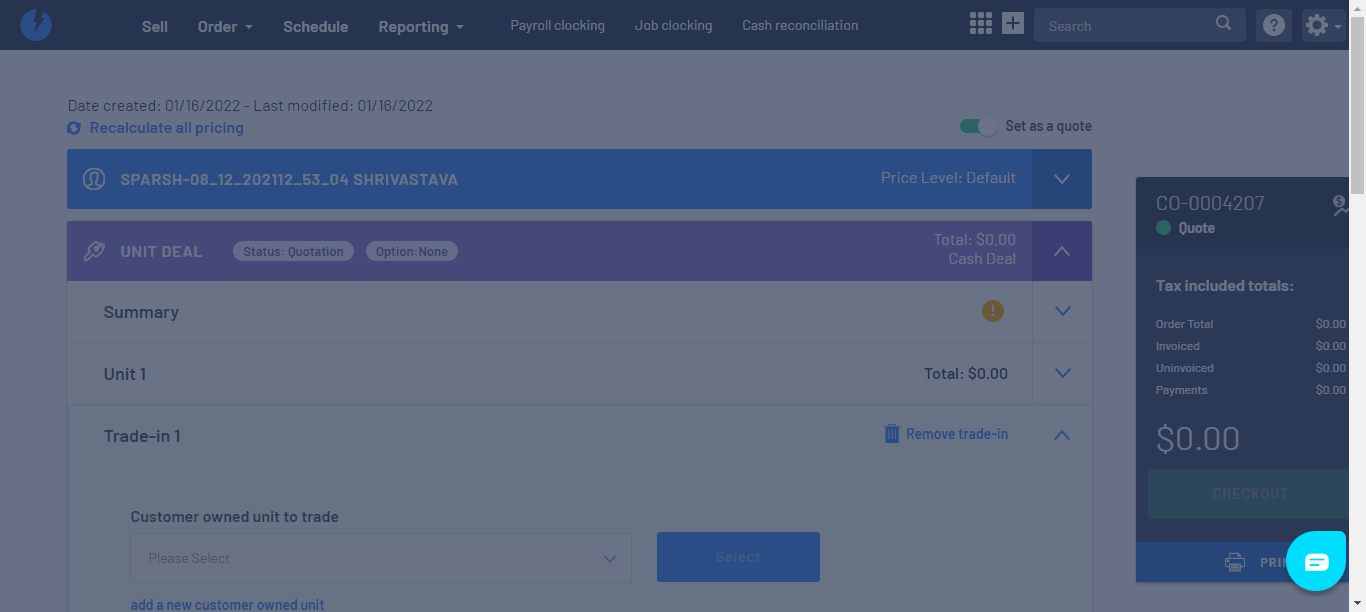 Sell Order Schedule Reporting Payroll clocking Job clocking Cash reconciliation Search
Date created: 01/16/2022 - Last modified: 01/16/2022
Recalculate all pricing
Set as a quote
SPARSH-08_12_202112_53_04 SHRIVASTAVA Price Level: Default
UNIT DEAL Status: Quotation Option:None Total: $0.00
Cash Deal
Summary
Unit 1 Total: $0.00
Trade-in 1 Remove trade-in
Customer owned unit to trade
Please Select Select
add a new customer owned unit
CO-0004207
Quote
Tax included totals:
Order Total $0.00
Invoiced $0.00
Uninvoiced $0.00
Payments $0.00
$0.00
CHECKOUT